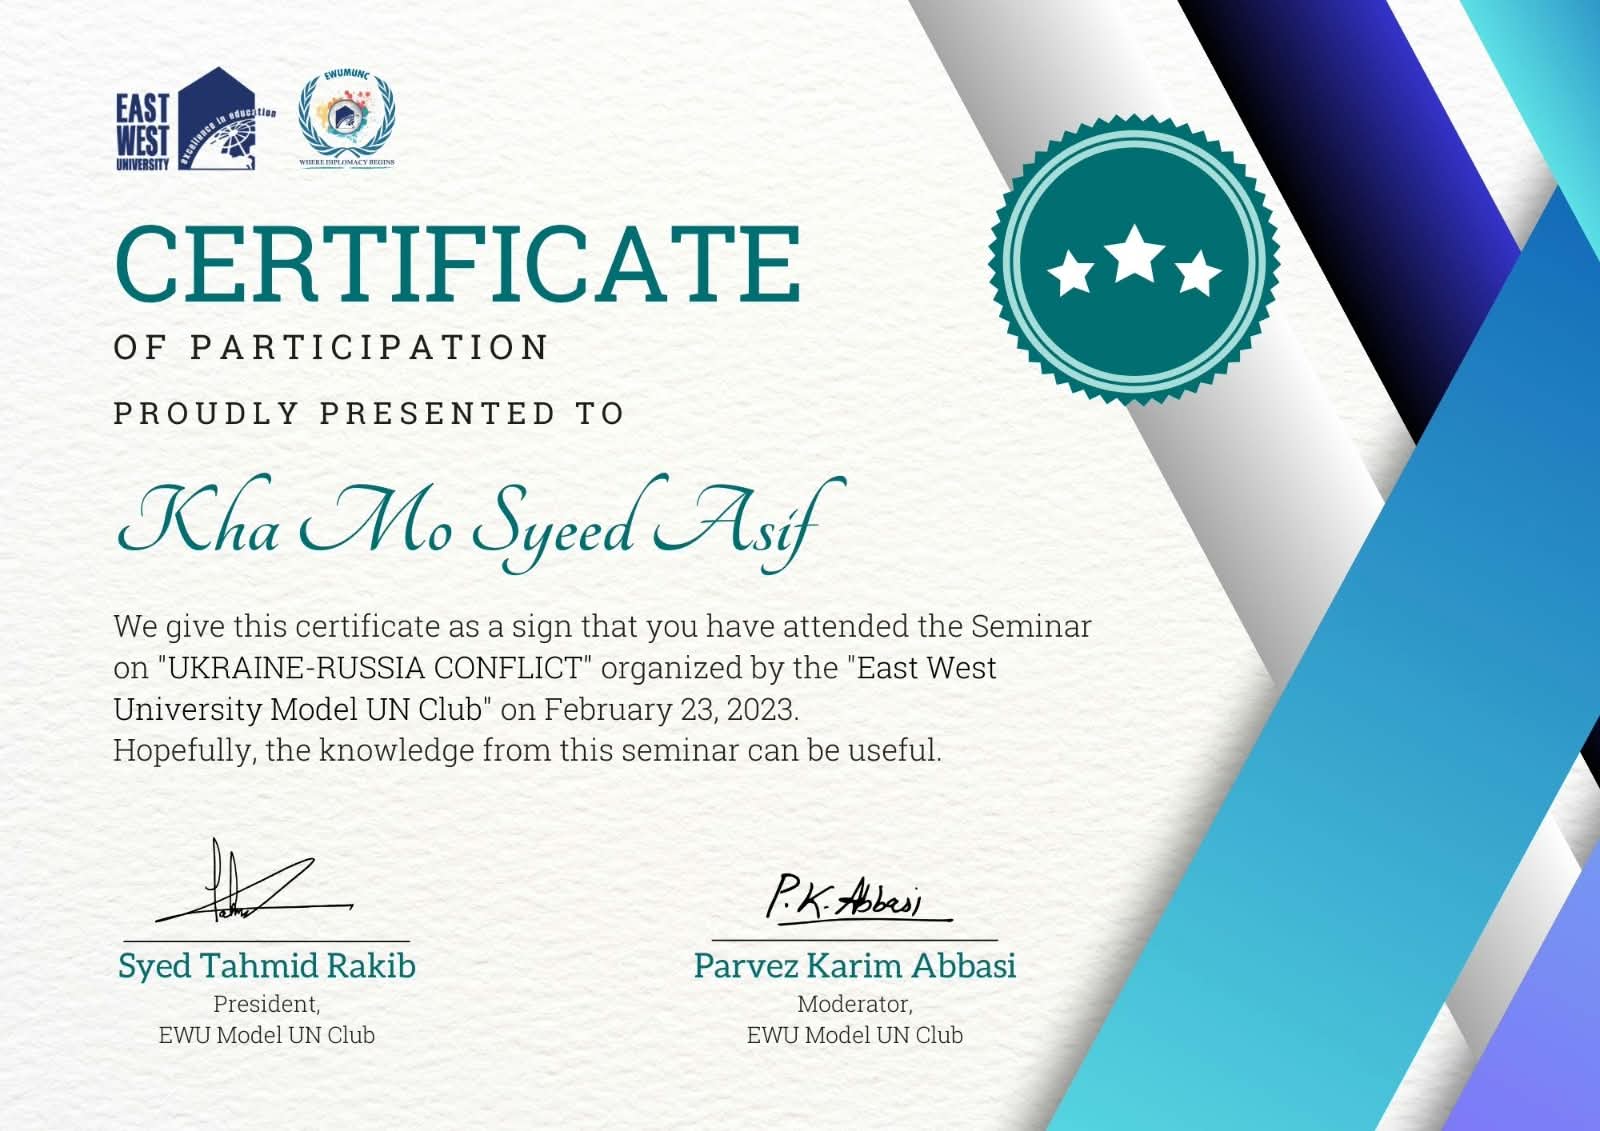 EAST
WEST
UNIVERSITY
excellence in education
EWUMUNC
WHERE DIPLOMACY BEGINS
CERTIFICATE
OF PARTICIPATION
PROUDLY PRESENTED TO
Kha Mo Syeed Asif
We give this certificate as a sign that you have attended the Seminar
on "UKRAINE-RUSSIA CONFLICT" organized by the "East West
University Model UN Club" on February 23, 2023.
Hopefully, the knowledge from this seminar can be useful.
P.K. Abbasi
Syed Tahmid Rakib
President,
EWU Model UN Club
Parvez Karim Abbasi
Moderator,
EWU Model UN Club